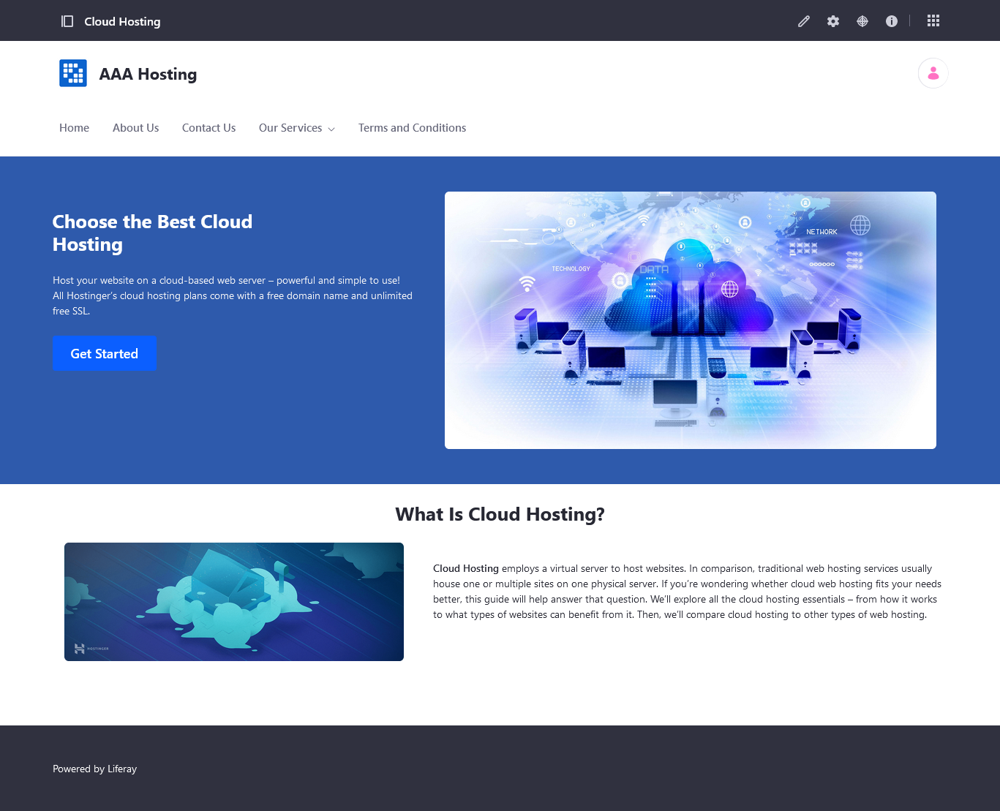 Cloud Hosting
AAA Hosting
Home About Us Contact Us Our Services Terms and Conditions
Choose the Best Cloud
Hosting
Host your website on a cloud-based web server – powerful and simple to use!
All Hostinger’s cloud hosting plans come with a free domain name and unlimited
free SSL.
Get Started
NETWORK
TECHNOLOGY
DATA
What Is Cloud Hosting?
HOSTINGER
Cloud Hosting employs a virtual server to host websites. In comparison, traditional web hosting services usually
house one or multiple sites on one physical server. If you’re wondering whether cloud web hosting fits your needs
better, this guide will help answer that question. We’ll explore all the cloud hosting essentials – from how it works
to what types of websites can benefit from it. Then, we’ll compare cloud hosting to other types of web hosting.
Powered by Liferay